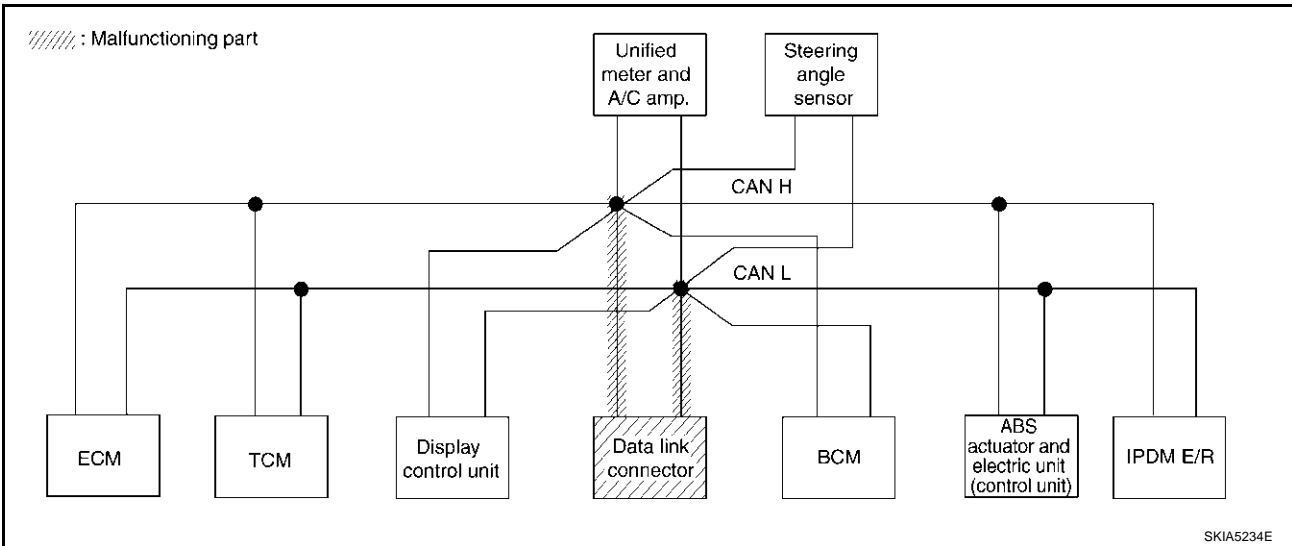 : Malfunctioning part
Unified
meter and
A/C amp.
Steering
angle
sensor
CAN H
CAN L
ECM
TCM
Display
control unit
Data link
connector
BCM
ABS
actuator and
electric unit
(control unit)
IPDM E/R
SKIA5234E